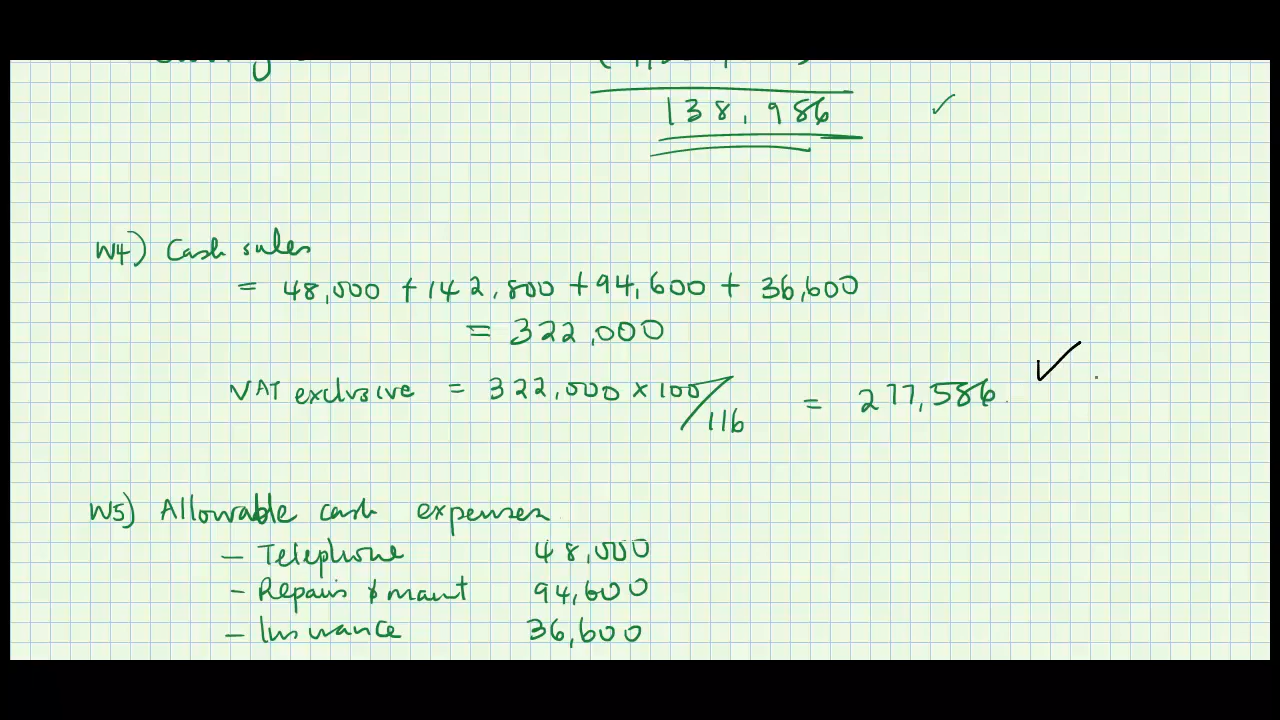 138,986 ✓
W4) Cash sales
= 48,000 + 142,800 + 94,600 + 36,600
= 322,000
VAT exclusive = 322,000 x 100/116 = 277,586 ✓
W5) Allowable cash expenses
- Telephone 48,000
- Repairs & maint 94,600
- Insurance 36,600